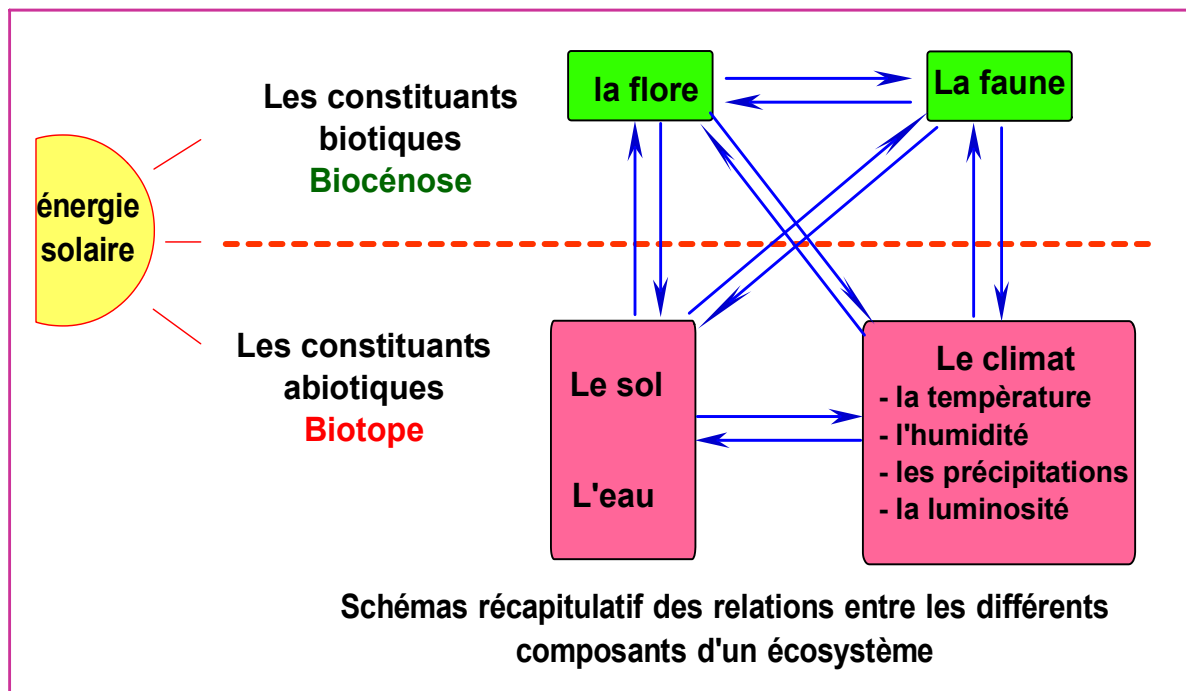 Les constituants
biotiques
Biocénose
la flore
La faune
énergie
solaire
Les constituants
abiotiques
Biotope
Le sol
L'eau
Le climat
- la tempèrature
- l'humidité
- les précipitations
- la luminosité
Schémas récapitulatif des relations entre les différents
composants d'un écosystème